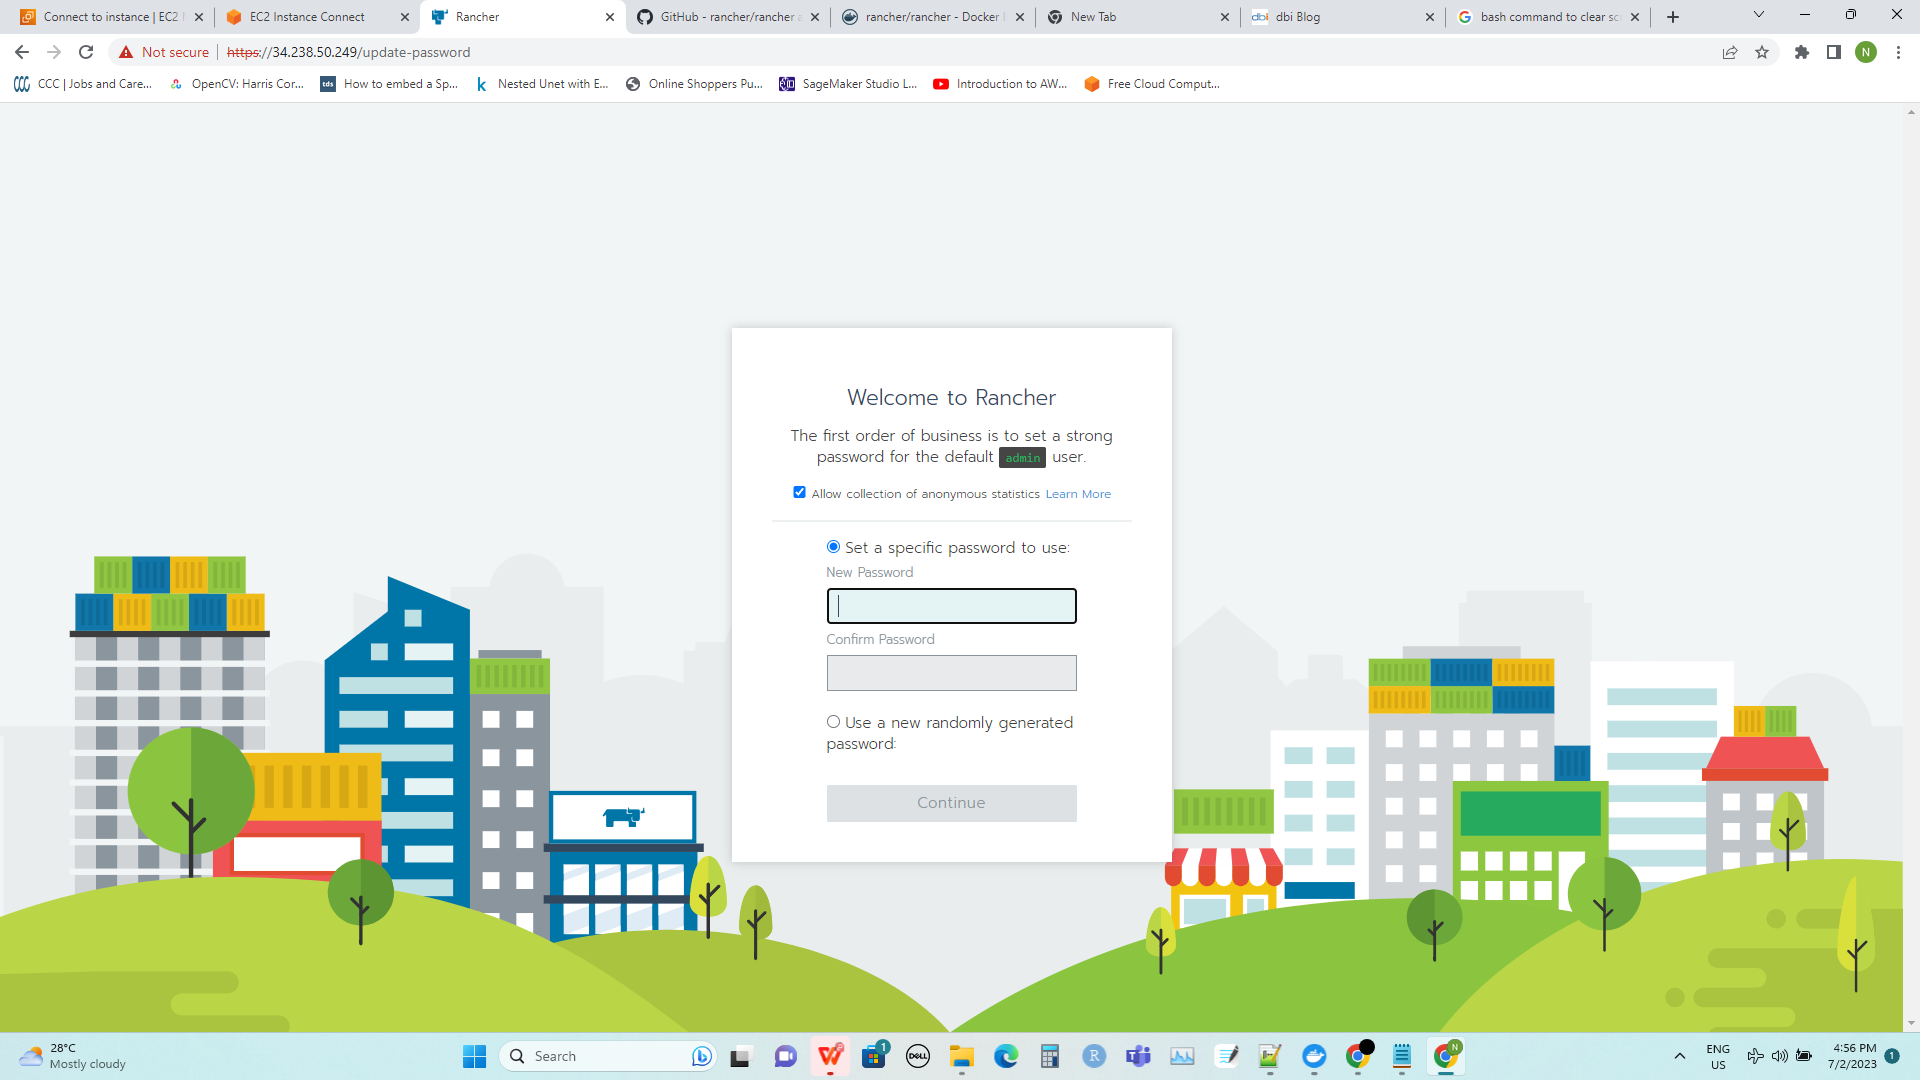 Connect to instance | EC2
EC2 Instance Connect
Rancher
GitHub - rancher/rancher
rancher/rancher - Docker
New Tab
dbi dbi Blog
bash command to clear sc
Not secure https://34.238.50.249/update-password
N
CCC | Jobs and Care...
OpenCV: Harris Cor...
tds How to embed a Sp...
k Nested Unet with E...
Online Shoppers Pu...
SageMaker Studio L...
Introduction to AW...
Free Cloud Comput...
Welcome to Rancher
The first order of business is to set a strong
password for the default admin user.
Allow collection of anonymous statistics Learn More
Set a specific password to use:
New Password
Confirm Password
Use a new randomly generated
password:
Continue
28°C
Mostly cloudy
Search
1
DELL
R
N
ENG
US
4:56 PM
7/2/2023
1